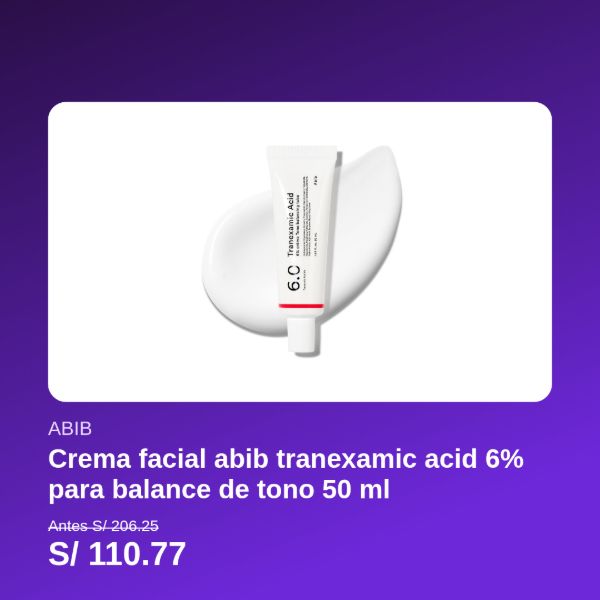 Tranexamic Acid
6.0
Abib
ABIB
Crema facial abib tranexamic acid 6%
para balance de tono 50 ml
Antes S/ 206.25
S/ 110.77